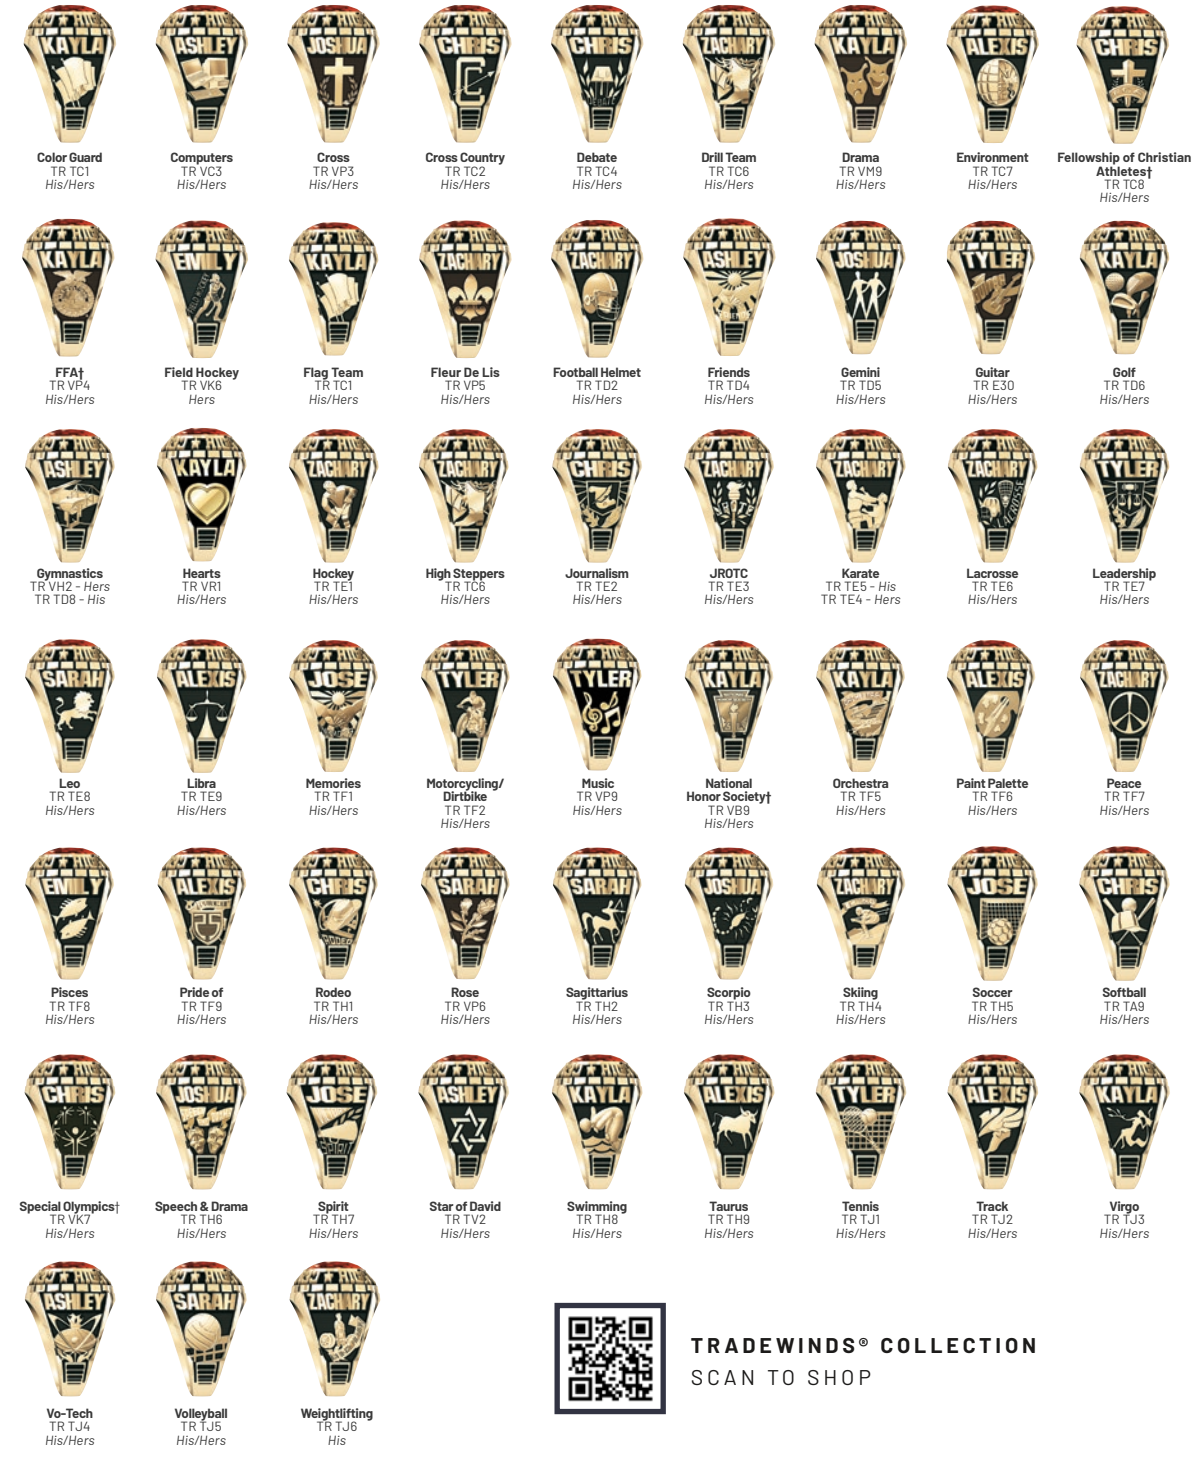 KAYLA ASHLEY JOSHUA CHRIS CHRIS ZACHARY KAYLA ALEXIS CHRIS
Color Guard
TR TC1
His/Hers
Computers
TR VC3
His/Hers
Cross
TR VP3
His/Hers
Cross Country
TR TC2
His/Hers
DEBATE
Debate
TR TC4
His/Hers
Drill Team
TR TC6
His/Hers
Drama
TR VM9
His/Hers
Environment
TR TC7
His/Hers
Fellowship of Christian
Athletes†
TR TC8
His/Hers
KAYLA EMILY KAYLA ZACHARY ZACHARY ASHLEY JOSHUA TYLER KAYLA
FFA†
TR VP4
His/Hers
FIELD HOCKEY
Field Hockey
TR VK6
Hers
Flag Team
TR TC1
His/Hers
Fleur De Lis
TR VP5
His/Hers
Football Helmet
TR TD2
His/Hers
Friends
TR TD4
His/Hers
Gemini
TR TD5
His/Hers
Guitar
TR E30
His/Hers
Golf
TR TD6
His/Hers
ASHLEY KAYLA ZACHARY ZACHARY CHRIS ZACHARY ZACHARY ZACHARY TYLER
Gymnastics
TR VH2 - Hers
TR TD8 - His
Hearts
TR VR1
His/Hers
Hockey
TR TE1
His/Hers
High Steppers
TR TC6
His/Hers
Journalism
TR TE2
His/Hers
JROTC
TR TE3
His/Hers
Karate
TR TE5 - His
TR TE4 - Hers
LACROSSE
Lacrosse
TR TE6
His/Hers
Leadership
TR TE7
His/Hers
SARAH ALEXIS JOSE TYLER TYLER KAYLA KAYLA ALEXIS ZACHARY
Leo
TR TE8
His/Hers
Libra
TR TE9
His/Hers
Memories
TR TF1
His/Hers
Motorcycling/
Dirtbike
TR TF2
His/Hers
Music
TR VP9
His/Hers
National
Honor Society†
TR VB9
His/Hers
Orchestra
TR TF5
His/Hers
Paint Palette
TR TF6
His/Hers
Peace
TR TF7
His/Hers
EMILY ALEXIS CHRIS SARAH SARAH JOSHUA ZACHARY JOSE CHRIS
Pisces
TR TF8
His/Hers
Pride of
TR TF9
His/Hers
RODEO
Rodeo
TR TH1
His/Hers
Rose
TR VP6
His/Hers
Sagittarius
TR TH2
His/Hers
Scorpio
TR TH3
His/Hers
Skiing
TR TH4
His/Hers
Soccer
TR TH5
His/Hers
Softball
TR TA9
His/Hers
CHRIS JOSHUA JOSE ASHLEY KAYLA ALEXIS TYLER ALEXIS KAYLA
Special Olympics†
TR VK7
His/Hers
Speech & Drama
TR TH6
His/Hers
SPIRIT
Spirit
TR TH7
His/Hers
Star of David
TR TV2
His/Hers
Swimming
TR TH8
His/Hers
Taurus
TR TH9
His/Hers
Tennis
TR TJ1
His/Hers
Track
TR TJ2
His/Hers
Virgo
TR TJ3
His/Hers
ASHLEY SARAH ZACHARY
Vo-Tech
TR TJ4
His/Hers
Volleyball
TR TJ5
His/Hers
Weightlifting
TR TJ6
His
TRADEWINDS® COLLECTION
SCAN TO SHOP